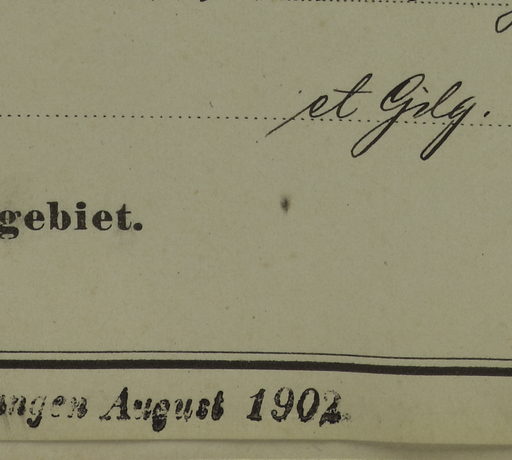 et Gilg.
gebiet.
ngen August 1902.